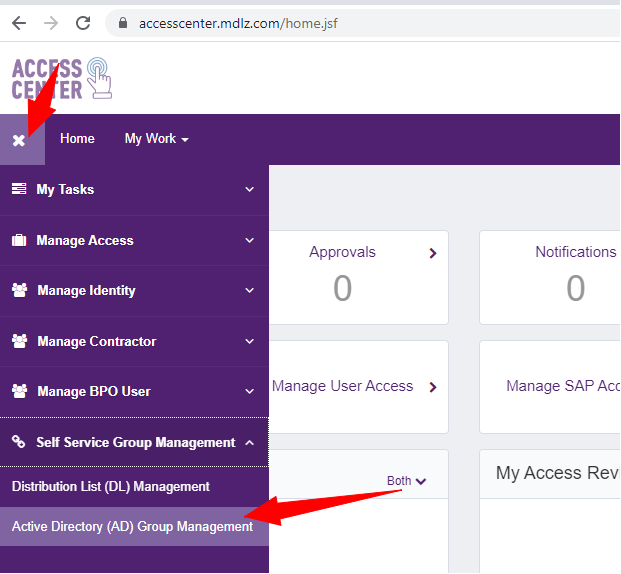 accesscenter.mdlz.com/home.jsf
ACCESS
CENTER
Home
My Work
My Tasks
Manage Access
Manage Identity
Manage Contractor
Manage BPO User
Self Service Group Management
Distribution List (DL) Management
Active Directory (AD) Group Management
Approvals
0
Notifications
0
Manage User Access
Manage SAP Acc
Both
My Access Rev